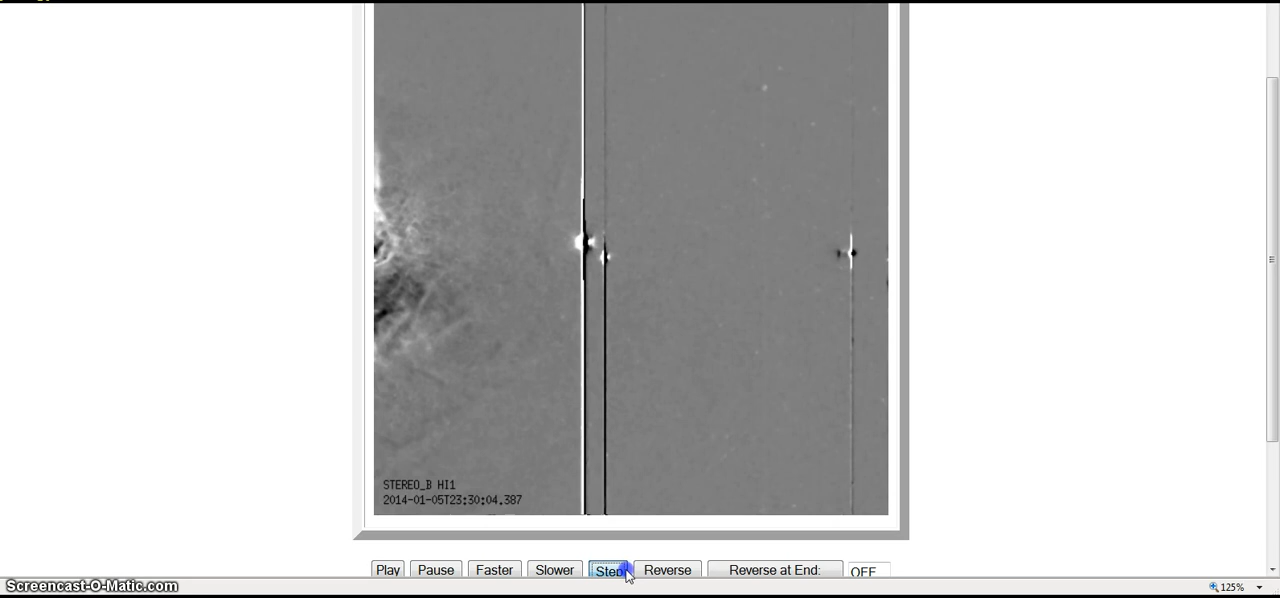 STEREO_B HI1
2014-01-05T23:30:04.387
Play Pause Faster Slower Step Reverse Reverse at End: OFF
Screencast-O-Matic.com
125%